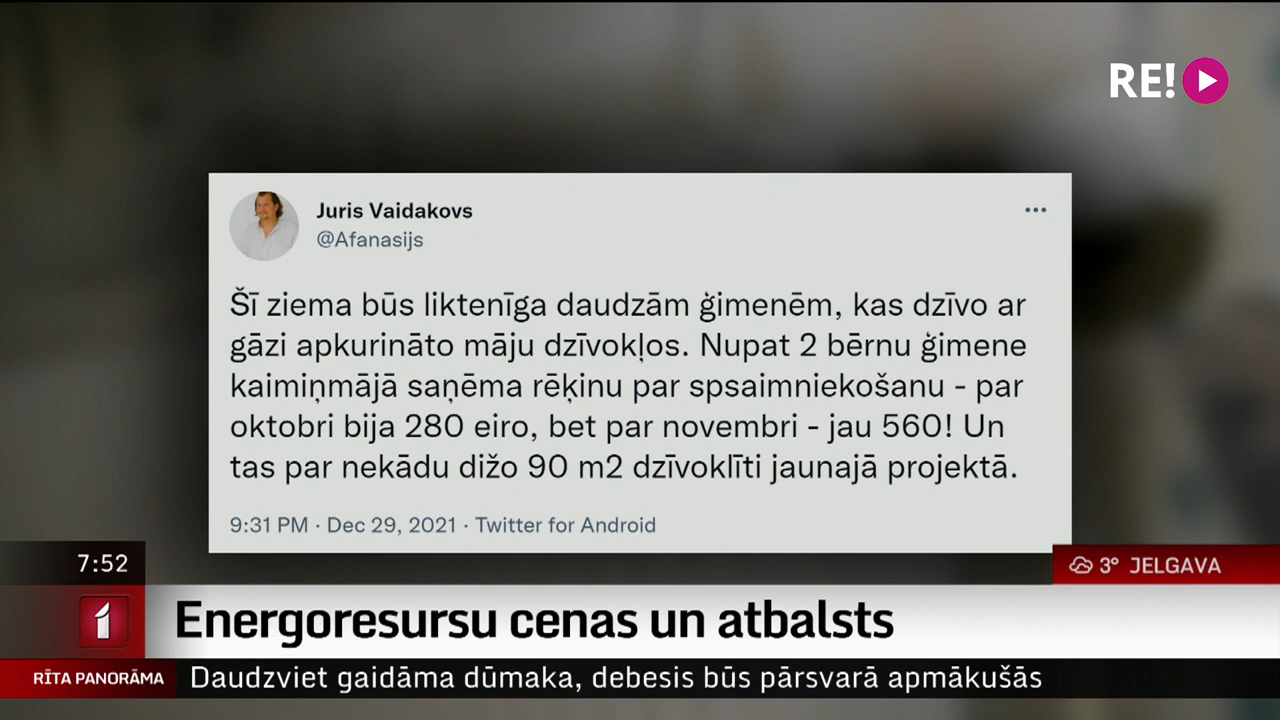 RE!
Juris Vaidakovs
@Afanasijs
Šī ziema būs liktenīga daudzām ģimenēm, kas dzīvo ar
gāzi apkurināto māju dzīvokļos. Nupat 2 bērnu ģimene
kaimiņmājā saņēma rēķinu par spsaimniekošanu - par
oktobri bija 280 eiro, bet par novembri - jau 560! Un
tas par nekādu dižo 90 m2 dzīvoklīti jaunajā projektā.
9:31 PM · Dec 29, 2021 · Twitter for Android
7:52
3° JELGAVA
1
Energoresursu cenas un atbalsts
RĪTA PANORĀMA
Daudzviet gaidāma dūmaka, debesis būs pārsvarā apmākušās